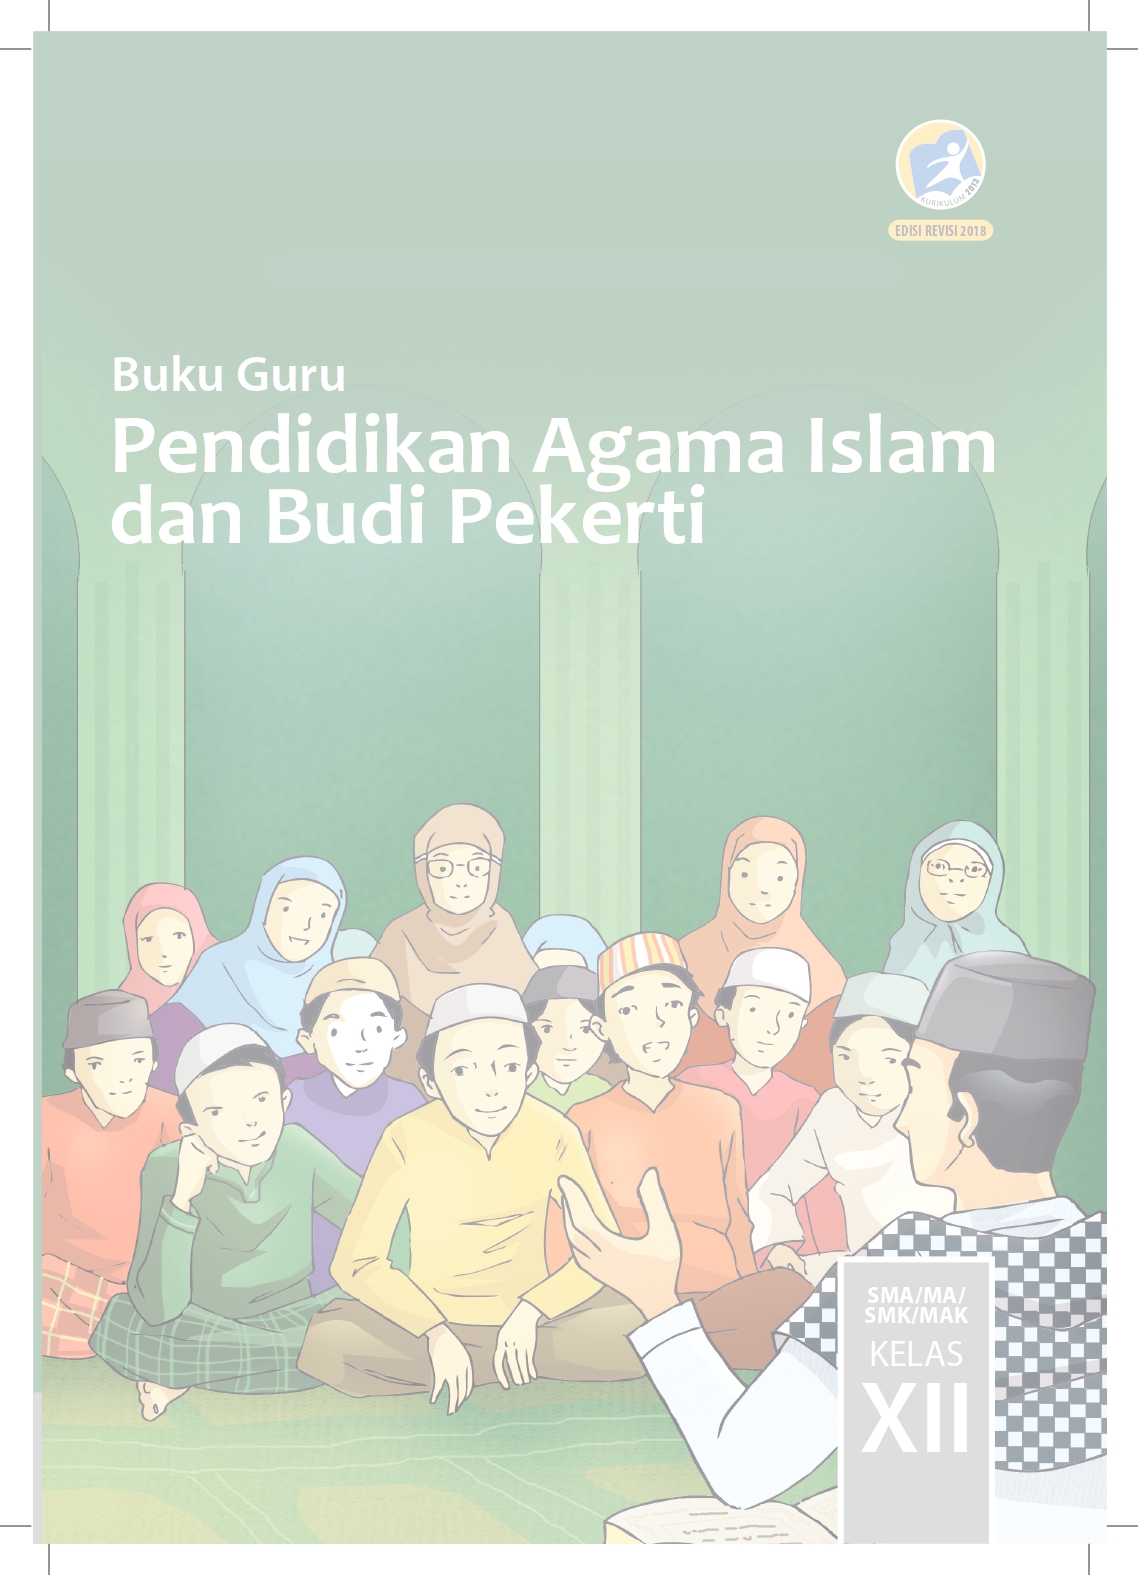 KURIKULUM 2013
EDISI REVISI 2018
Buku Guru
Pendidikan Agama Islam
dan Budi Pekerti
SMA/MA/
SMK/MAK
KELAS
XII